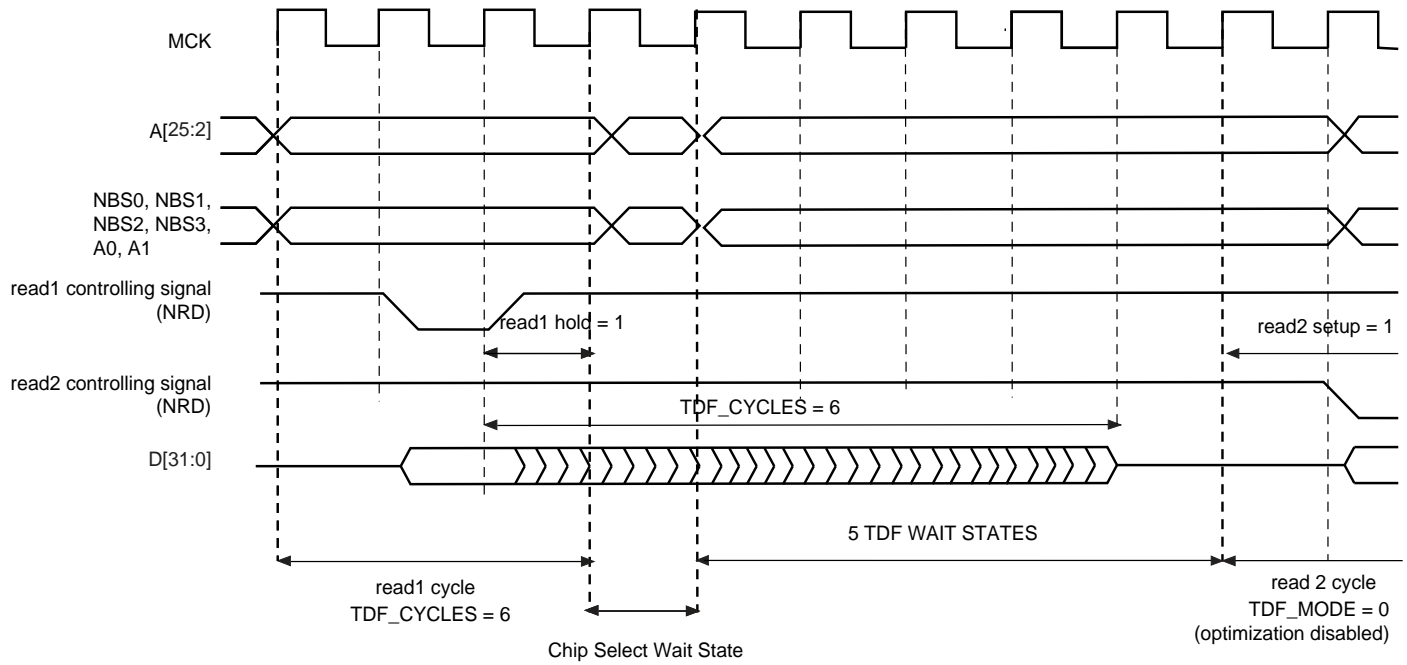 MCK
A[25:2]
NBS0, NBS1,
NBS2, NBS3,
A0, A1
read1 controlling signal
(NRD)
read1 hold = 1
read2 setup = 1
read2 controlling signal
(NRD)
TDF_CYCLES = 6
D[31:0]
5 TDF WAIT STATES
read1 cycle
TDF_CYCLES = 6
read 2 cycle
TDF_MODE = 0
(optimization disabled)
Chip Select Wait State